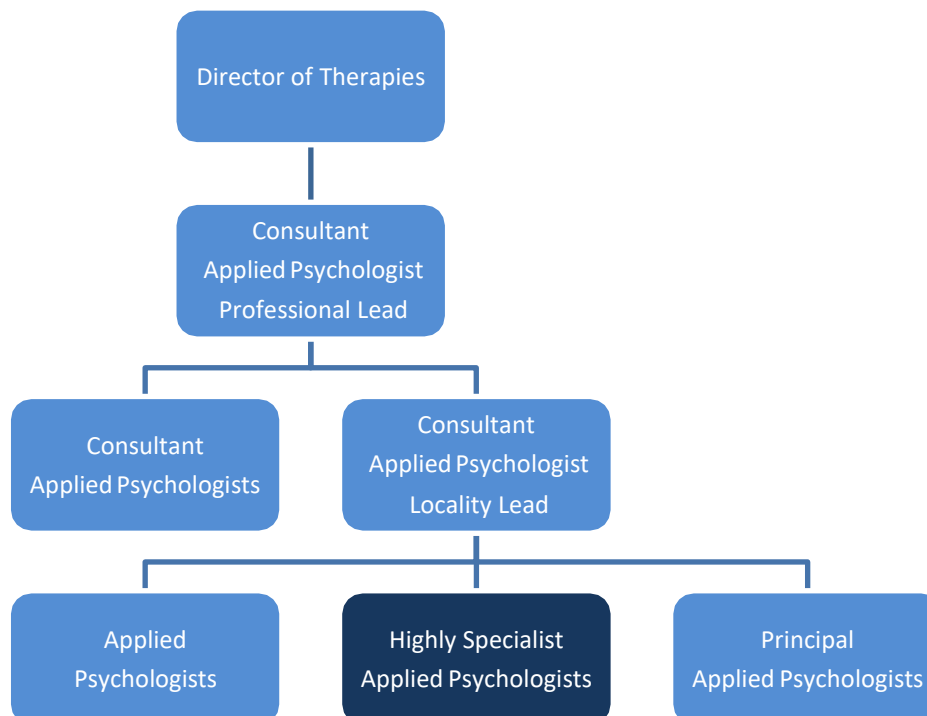 Director of Therapies
Consultant
Applied Psychologist
Professional Lead
Consultant
Applied Psychologists
Consultant
Applied Psychologist
Locality Lead
Applied
Psychologists
Highly Specialist
Applied Psychologists
Principal
Applied Psychologists